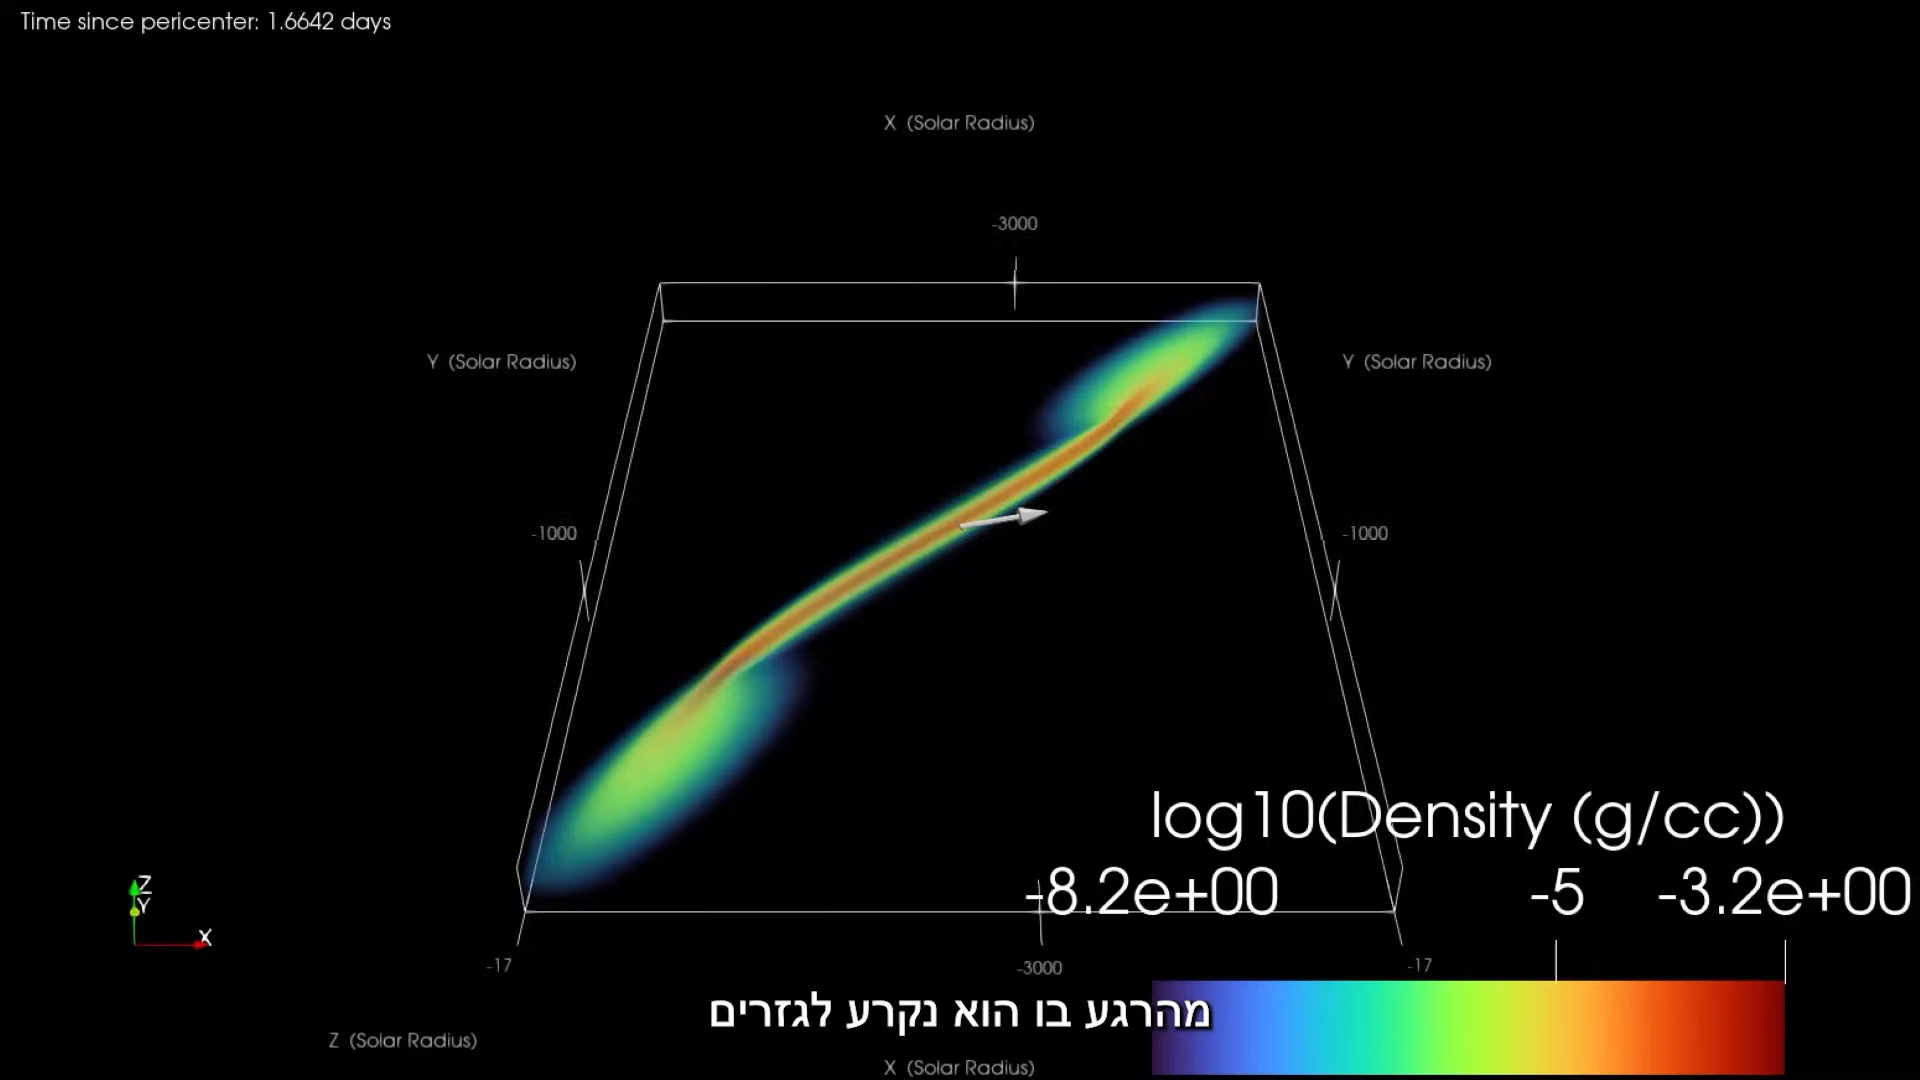 Time since pericenter: 1.6642 days
X (Solar Radius)
-3000
Y (Solar Radius)
Y (Solar Radius)
-1000
-1000
log10(Density (g/cc))
-8.2e+00
-5
-3.2e+00
Z
Y
X
-17
-3000
-17
מהרגע בו הוא נקרע לגזרים
Z (Solar Radius)
X (Solar Radius)